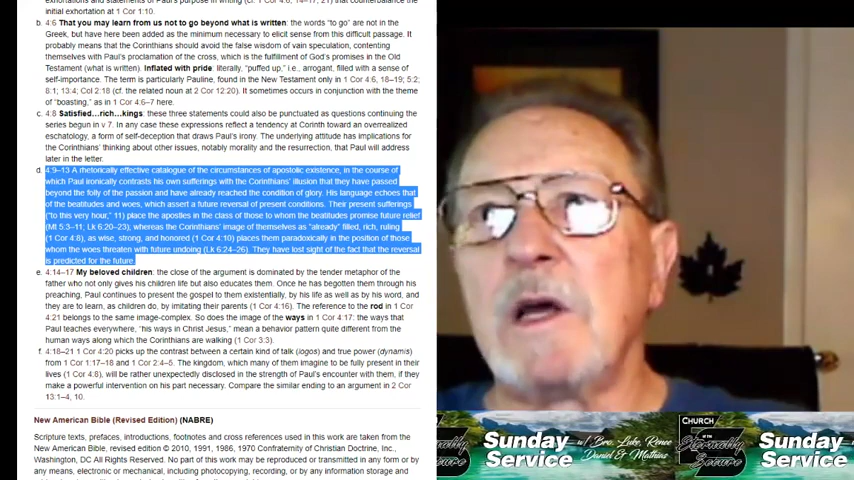 exhortations and statements of Paul's purpose in writing (cf. 1 Cor 4:6, 14–17, 21) that counterbalance the
initial exhortation at 1 Cor 1:10.
b. 4:6 That you may learn from us not to go beyond what is written: the words "to go" are not in the
Greek, but have here been added as the minimum necessary to elicit sense from this difficult passage. It
probably means that the Corinthians should avoid the false wisdom of vain speculation, contenting
themselves with Paul's proclamation of the cross, which is the fulfillment of God's promises in the Old
Testament (what is written). Inflated with pride: literally, "puffed up," i.e., arrogant, filled with a sense of
self-importance. The term is particularly Pauline, found in the New Testament only in 1 Cor 4:6, 18–19; 5:2;
8:1; 13:4; Col 2:18 (cf. the related noun at 2 Cor 12:20). It sometimes occurs in conjunction with the theme
of "boasting," as in 1 Cor 4:6–7 here.
c. 4:8 Satisfied...rich...kings: these three statements could also be punctuated as questions continuing the
series begun in v 7. In any case these expressions reflect a tendency at Corinth toward an overrealized
eschatology, a form of self-deception that draws Paul's irony. The underlying attitude has implications for
the Corinthians' thinking about other issues, notably morality and the resurrection, that Paul will address
later in the letter.
d. 4:9–13 A rhetorically effective catalogue of the circumstances of apostolic existence, in the course of
which Paul ironically contrasts his own sufferings with the Corinthians' illusion that they have passed
beyond the folly of the passion and have already reached the condition of glory. His language echoes that
of the beatitudes and woes, which assert a future reversal of present conditions. Their present sufferings
("to this very hour," 11) place the apostles in the class of those to whom the beatitudes promise future relief
(Mt 5:3–11; Lk 6:20–23); whereas the Corinthians' image of themselves as "already" filled, rich, ruling
(1 Cor 4:8), as wise, strong, and honored (1 Cor 4:10) places them paradoxically in the position of those
whom the woes threaten with future undoing (Lk 6:24–26). They have lost sight of the fact that the reversal
is predicted for the future.
e. 4:14–17 My beloved children: the close of the argument is dominated by the tender metaphor of the
father who not only gives his children life but also educates them. Once he has begotten them through his
preaching, Paul continues to present the gospel to them existentially, by his life as well as by his word, and
they are to learn, as children do, by imitating their parents (1 Cor 4:16). The reference to the rod in 1 Cor
4:21 belongs to the same image-complex. So does the image of the ways in 1 Cor 4:17: the ways that
Paul teaches everywhere, "his ways in Christ Jesus," mean a behavior pattern quite different from the
human ways along which the Corinthians are walking (1 Cor 3:3).
f. 4:18–21 1 Cor 4:20 picks up the contrast between a certain kind of talk (logos) and true power (dynamis)
from 1 Cor 1:17–18 and 1 Cor 2:4–5. The kingdom, which many of them imagine to be fully present in their
lives (1 Cor 4:8), will be rather unexpectedly disclosed in the strength of Paul's encounter with them, if they
make a powerful intervention on his part necessary. Compare the similar ending to an argument in 2 Cor
13:1–4, 10.
New American Bible (Revised Edition) (NABRE)
Scripture texts, prefaces, introductions, footnotes and cross references used in this work are taken from the
New American Bible, revised edition © 2010, 1991, 1986, 1970 Confraternity of Christian Doctrine, Inc.,
Washington, DC All Rights Reserved. No part of this work may be reproduced or transmitted in any form or by
any means, electronic or mechanical, including photocopying, recording, or by any information storage and
Sunday
Service
w/ Bro. Luke, Renee
Daniel & Mathias
CHURCH
OF THE
Eternally
Secure
Sunday
Service